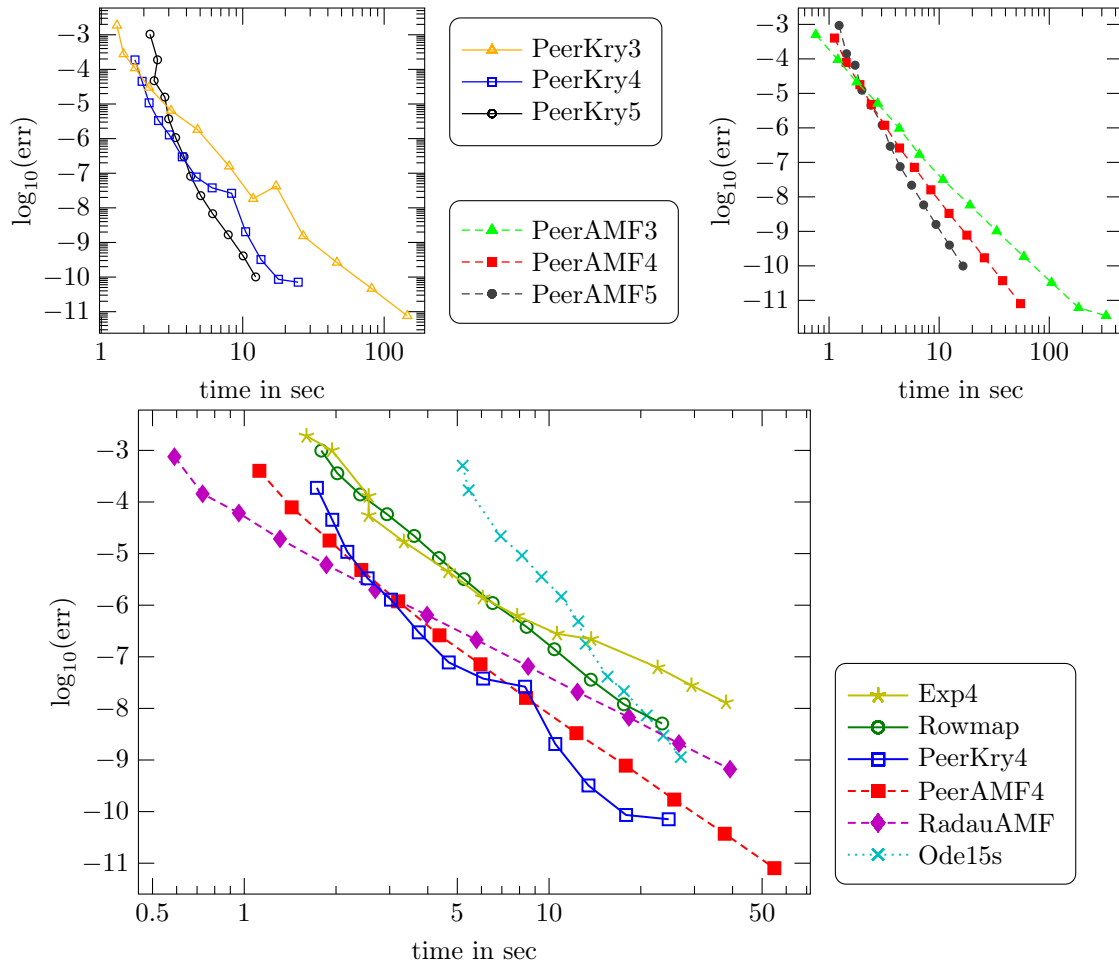 −3
−4
−5
−6
−7
−8
−9
−10
−11
log₁₀(err)
1
10
100
time in sec
PeerKry3
PeerKry4
PeerKry5
PeerAMF3
PeerAMF4
PeerAMF5
−3
−4
−5
−6
−7
−8
−9
−10
−11
log₁₀(err)
1
10
100
time in sec
−3
−4
−5
−6
−7
−8
−9
−10
−11
log₁₀(err)
0.5
1
5
10
50
time in sec
Exp4
Rowmap
PeerKry4
PeerAMF4
RadauAMF
Ode15s